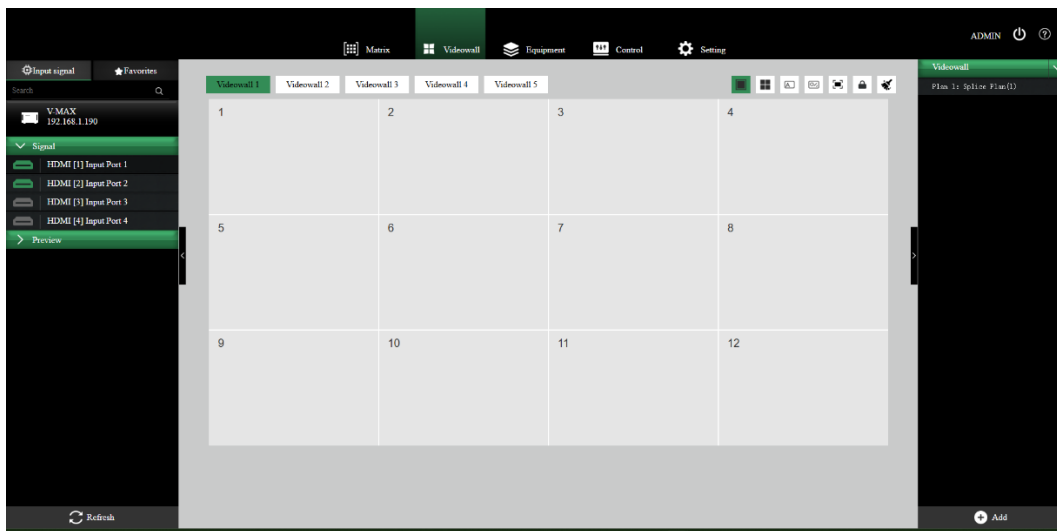 ADMIN
Matrix Videowall Equipment Control Setting
Input signal Favorites
Search
V-MAX
192.168.1.190
Signal
HDMI [1] Input Port 1
HDMI [2] Input Port 2
HDMI [3] Input Port 3
HDMI [4] Input Port 4
Preview
Refresh
Videowall 1 Videowall 2 Videowall 3 Videowall 4 Videowall 5
1 2 3 4
5 6 7 8
9 10 11 12
Videowall
Plan 1: Splice Plan(1)
Add